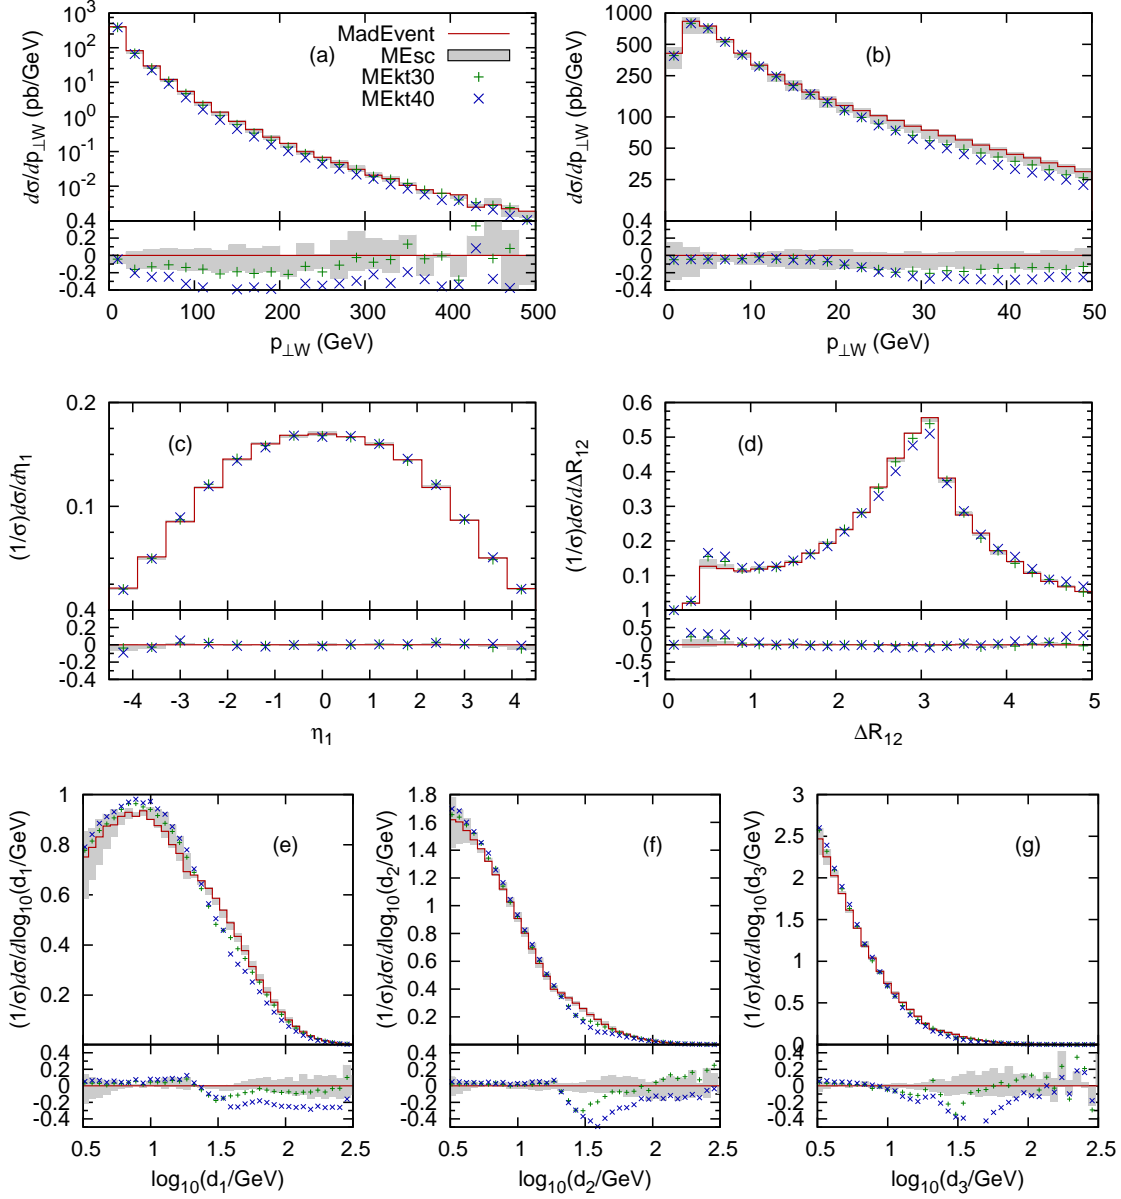 MadEvent
MEsc
MEkt30
MEkt40
(a)
dσ/dp⊥W (pb/GeV)
10³
10²
10¹
10⁰
10⁻¹
10⁻²
0.4
0.2
0
-0.2
-0.4
0 100 200 300 400 500
p⊥W (GeV)
(b)
dσ/dp⊥W (pb/GeV)
1000
500
250
100
50
25
0.4
0.2
0
-0.2
-0.4
0 10 20 30 40 50
p⊥W (GeV)
(c)
(1/σ)dσ/dη₁
0.2
0.1
0.4
0.2
0
-0.2
-0.4
-4 -3 -2 -1 0 1 2 3 4
η₁
(d)
(1/σ)dσ/dΔR₁₂
0.6
0.5
0.4
0.3
0.2
0.1
1
0.5
0
-0.5
-1
0 1 2 3 4 5
ΔR₁₂
(e)
(1/σ)dσ/dlog₁₀(d₁/GeV)
1
0.8
0.6
0.4
0.2
0
0.4
0.2
0
-0.2
-0.4
0.5 1 1.5 2 2.5
log₁₀(d₁/GeV)
(f)
(1/σ)dσ/dlog₁₀(d₂/GeV)
1.8
1.6
1.4
1.2
1
0.8
0.6
0.4
0.2
0.4
0.2
0
-0.2
-0.4
0.5 1 1.5 2 2.5
log₁₀(d₂/GeV)
(g)
(1/σ)dσ/dlog₁₀(d₃/GeV)
3
2.5
2
1.5
1
0.5
0
0.4
0.2
0
-0.2
-0.4
0.5 1 1.5 2 2.5
log₁₀(d₃/GeV)